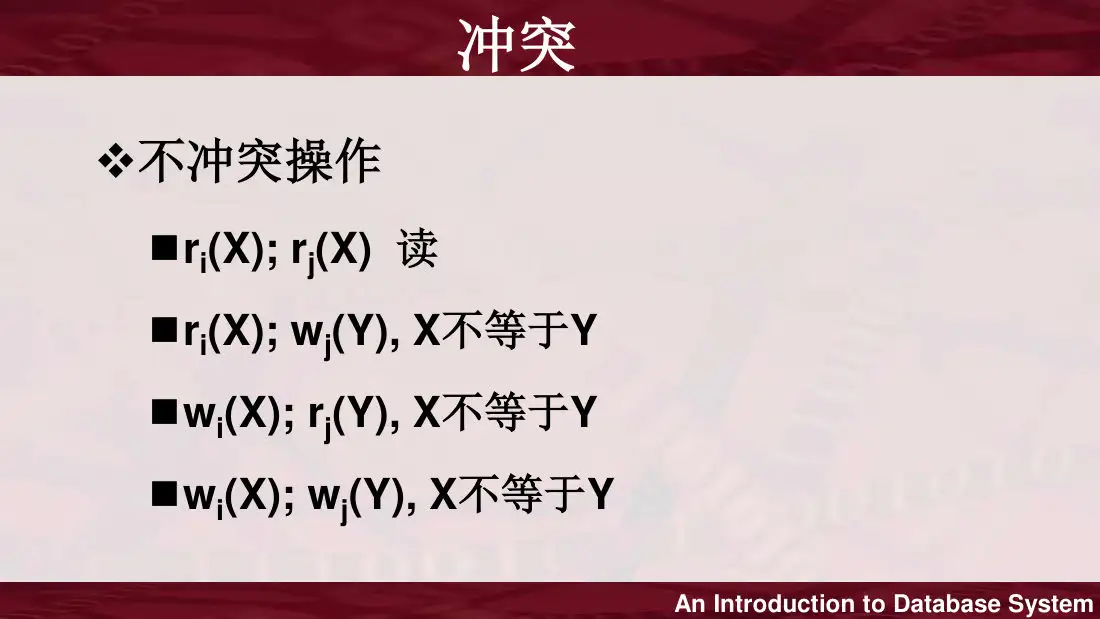 冲突
❖不冲突操作
■ri(X); rj(X) 读
■ri(X); wj(Y), X不等于Y
■wi(X); rj(Y), X不等于Y
■wi(X); wj(Y), X不等于Y
An Introduction to Database System